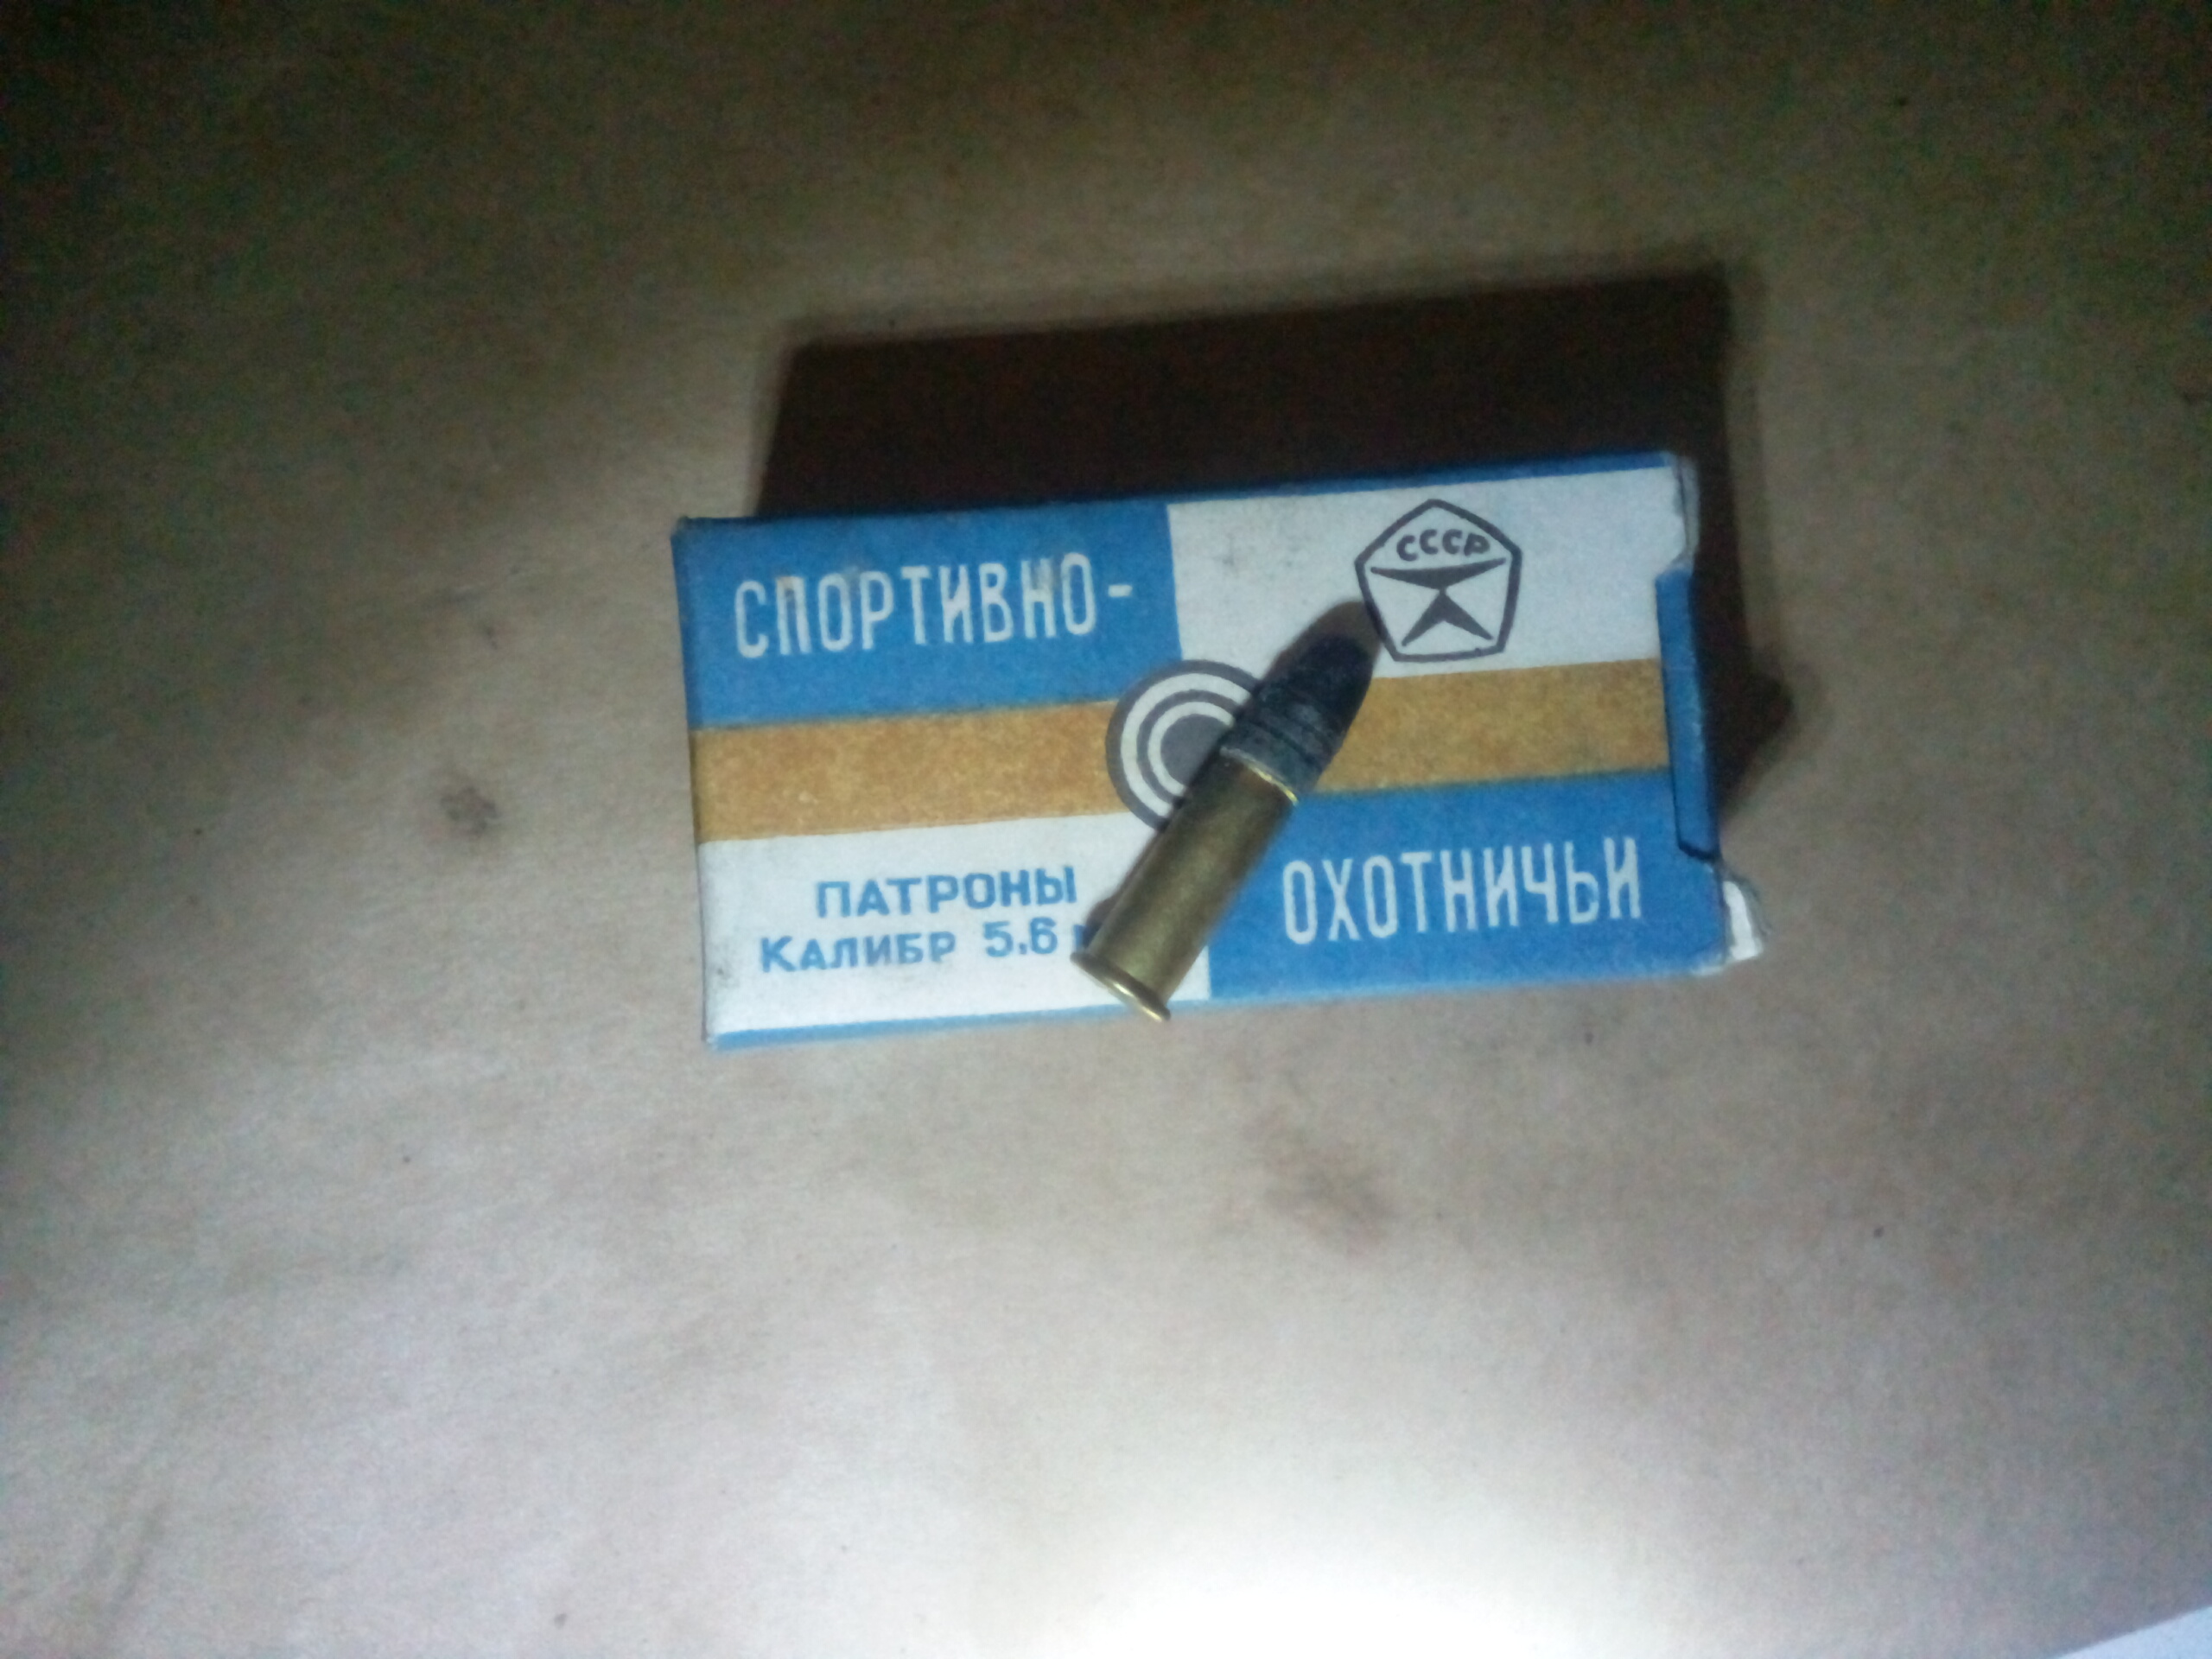 СПОРТИВНО-
СССР
ПАТРОНЫ
КАЛИБР 5.6
ОХОТНИЧЬИ